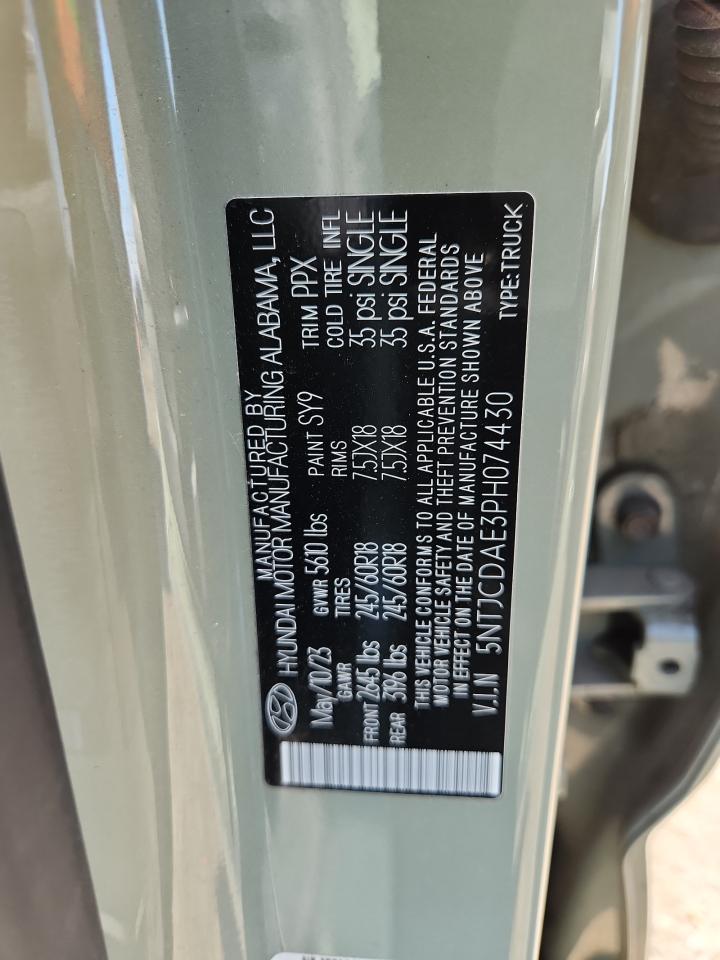 MANUFACTURED BY
HYUNDAI MOTOR MANUFACTURING ALABAMA, LLC
May/10/23 GVWR 5610 lbs PAINT SY9 TRIM PPX
GAWR TIRES RIMS COLD TIRE INFL
FRONT 2645 lbs 245/60R18 7.5JX18 35 psi SINGLE
REAR 3196 lbs 245/60R18 7.5JX18 35 psi SINGLE
THIS VEHICLE CONFORMS TO ALL APPLICABLE U.S.A. FEDERAL
MOTOR VEHICLE SAFETY AND THEFT PREVENTION STANDARDS
IN EFFECT ON THE DATE OF MANUFACTURE SHOWN ABOVE
V.I.N 5NTJCDAE3PH074430 TYPE:TRUCK